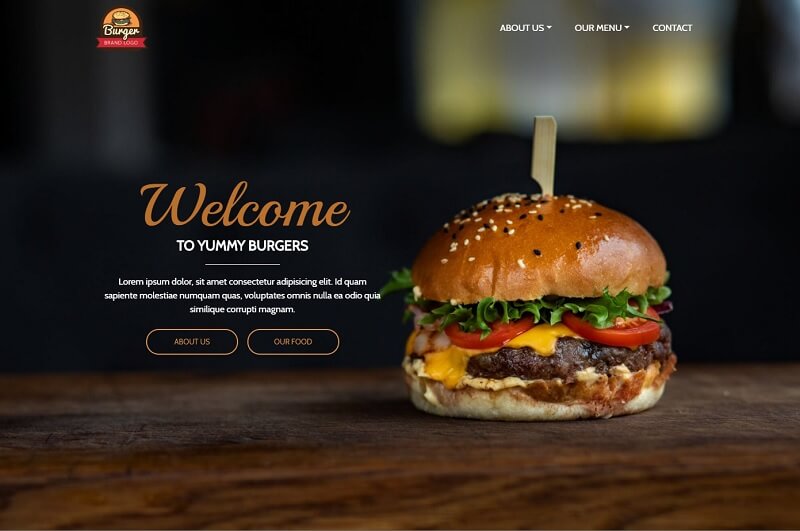 Burger
BRAND LOGO
ABOUT US
OUR MENU
CONTACT
Welcome
TO YUMMY BURGERS
Lorem ipsum dolor, sit amet consectetur adipisicing elit. Id quam
sapiente molestiae numquam quas, voluptates omnis nulla ea odio quia
similique corrupti magnam.
ABOUT US
OUR FOOD